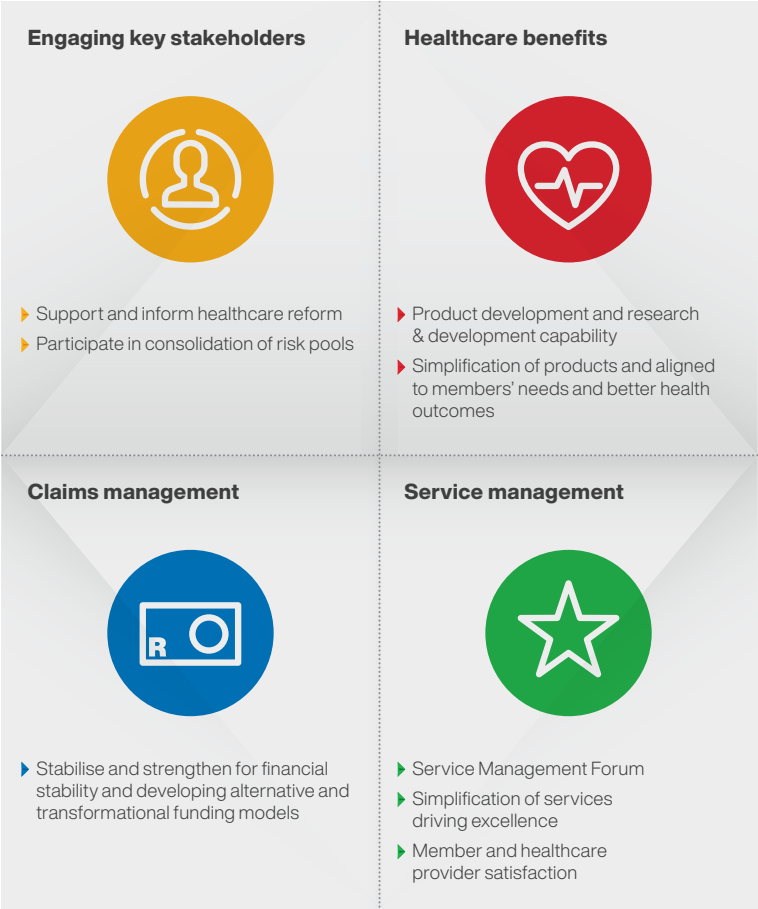 Engaging key stakeholders
Support and inform healthcare reform
Participate in consolidation of risk pools
Healthcare benefits
Product development and research
& development capability
Simplification of products and aligned
to members’ needs and better health
outcomes
Claims management
R
Stabilise and strengthen for financial
stability and developing alternative and
transformational funding models
Service management
Service Management Forum
Simplification of services
driving excellence
Member and healthcare
provider satisfaction